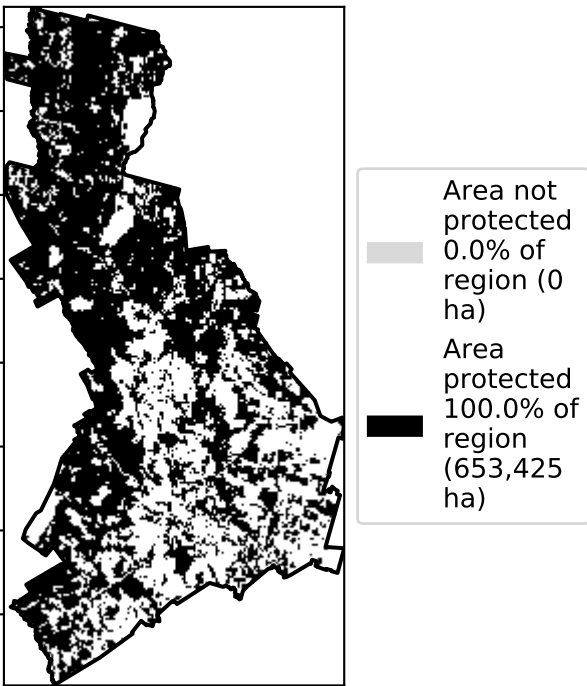 Area not
protected
0.0% of
region (0
ha)
Area
protected
100.0% of
region
(653,425
ha)